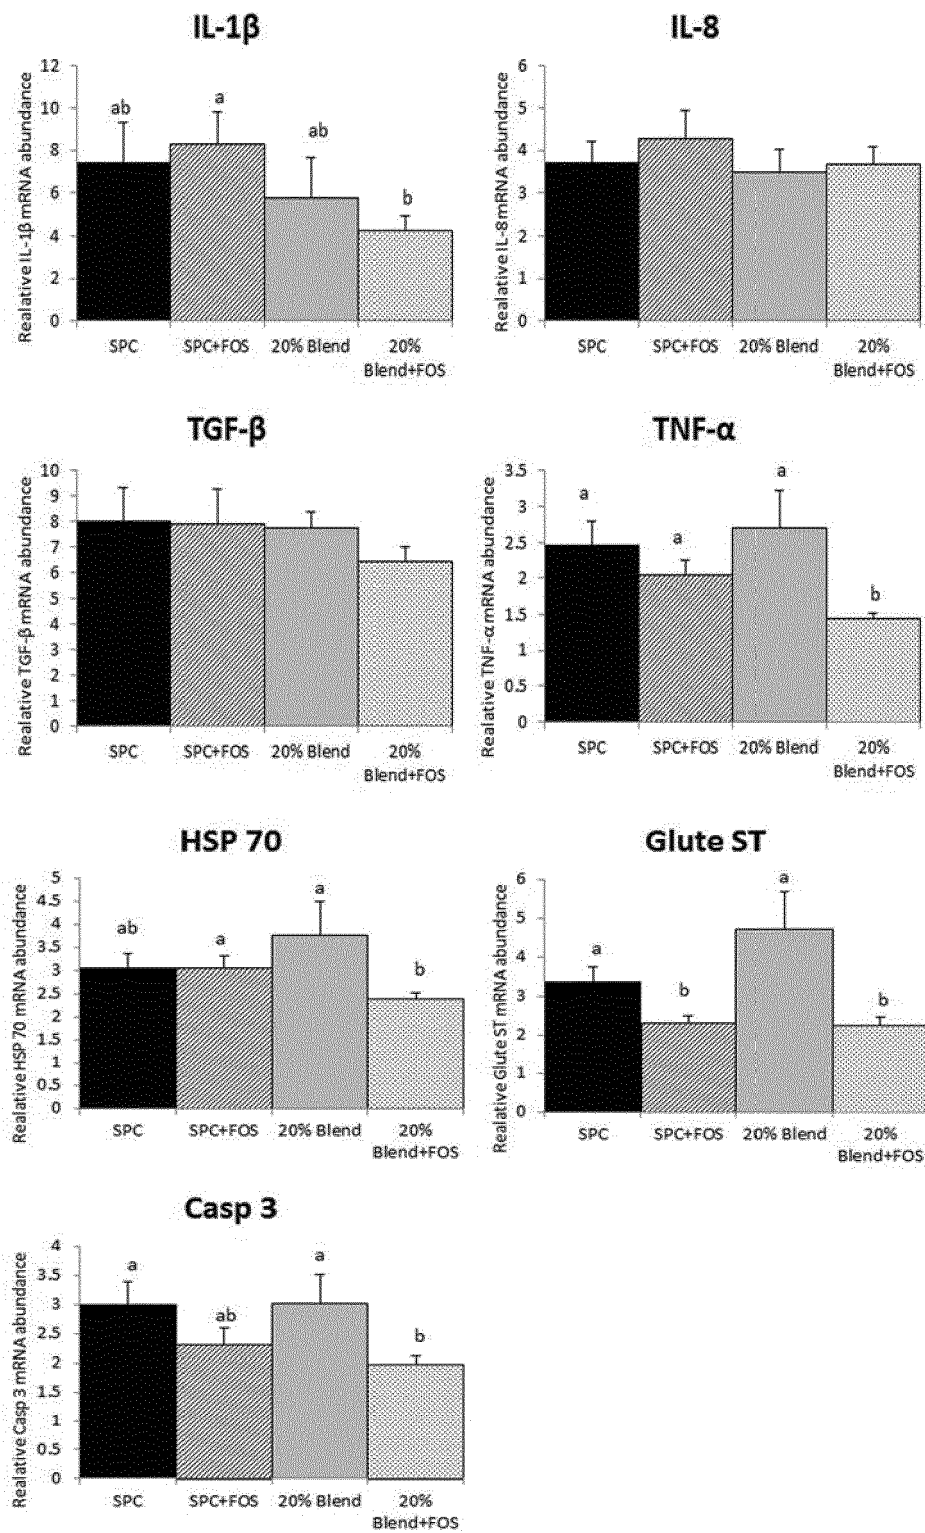 IL-1β
Realative IL-1β mRNA abundance
12
10
8
6
4
2
0
ab
a
ab
b
SPC
SPC+FOS
20% Blend
20%
Blend+FOS
IL-8
Realative IL-8 mRNA abundance
6
5
4
3
2
1
0
SPC
SPC+FOS
20% Blend
20%
Blend+FOS
TGF-β
Realative TGF-β mRNA abundance
10
9
8
7
6
5
4
3
2
1
0
SPC
SPC+FOS
20% Blend
20%
Blend+FOS
TNF-α
Realative TNF-α mRNA abundance
3.5
3
2.5
2
1.5
1
0.5
0
a
a
a
b
SPC
SPC+FOS
20% Blend
20%
Blend+FOS
HSP 70
Realative HSP 70 mRNA abundance
5
4.5
4
3.5
3
2.5
2
1.5
1
0.5
0
ab
a
a
b
SPC
SPC+FOS
20% Blend
20%
Blend+FOS
Glute ST
Realative Glute ST mRNA abundance
6
5
4
3
2
1
0
a
b
a
b
SPC
SPC+FOS
20% Blend
20%
Blend+FOS
Casp 3
Realative Casp 3 mRNA abundance
4
3.5
3
2.5
2
1.5
1
0.5
0
a
ab
a
b
SPC
SPC+FOS
20% Blend
20%
Blend+FOS